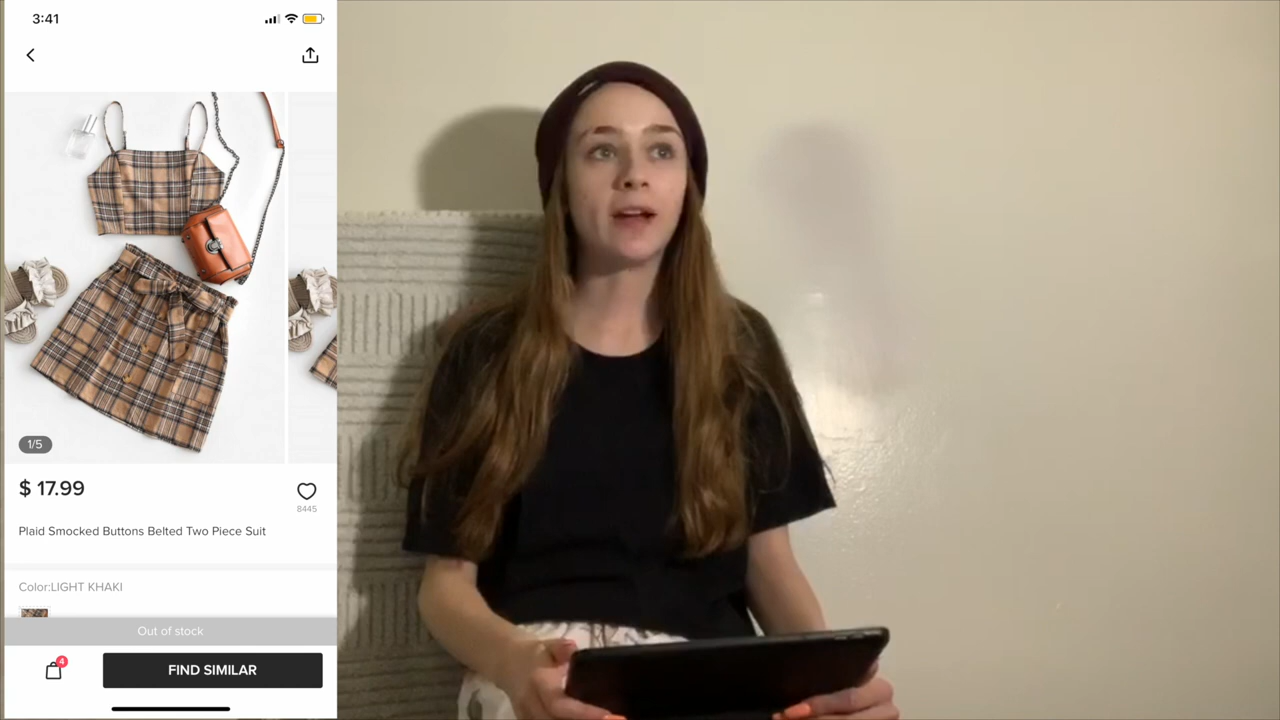 3:41
1/5
$ 17.99
8445
Plaid Smocked Buttons Belted Two Piece Suit
Color:LIGHT KHAKI
Out of stock
4
FIND SIMILAR